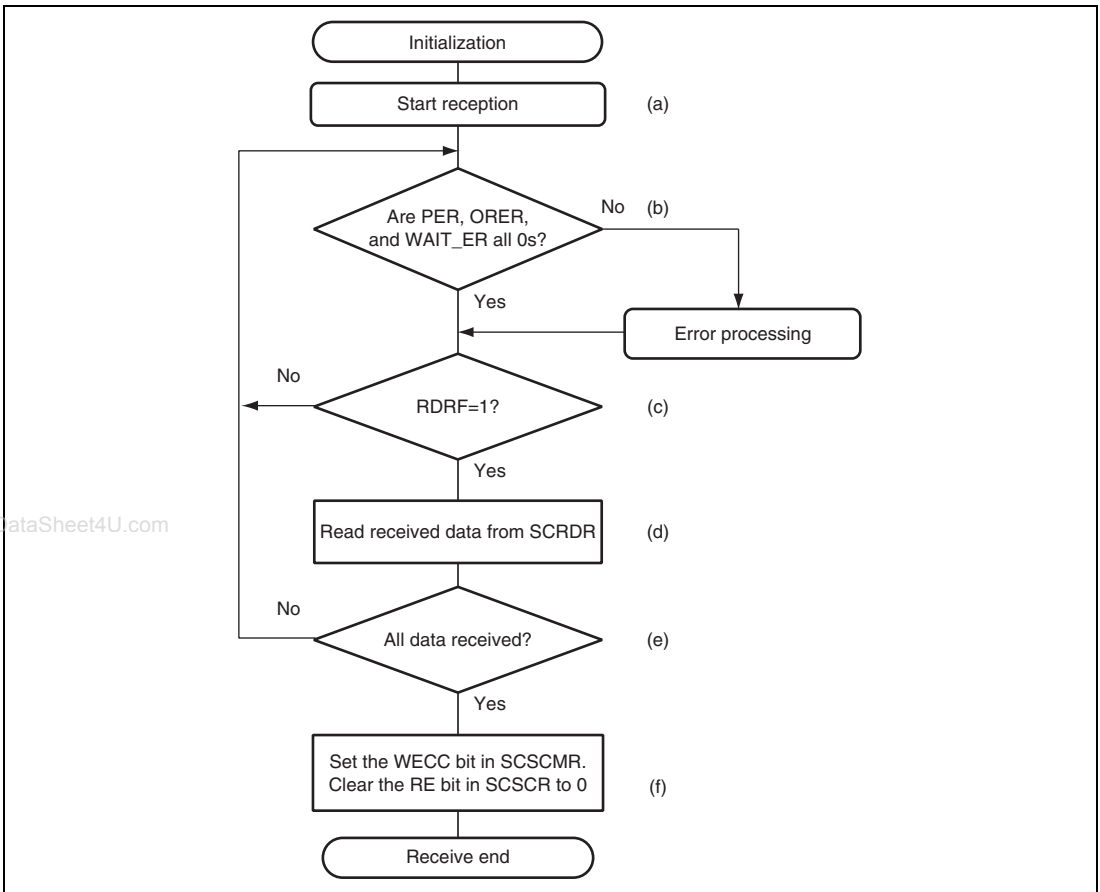 Initialization
Start reception
(a)
Are PER, ORER,
and WAIT_ER all 0s?
No
(b)
Yes
Error processing
No
RDRF=1?
(c)
Yes
DataSheet4U.com
Read received data from SCRDR
(d)
No
All data received?
(e)
Yes
Set the WECC bit in SCSCMR.
Clear the RE bit in SCSCR to 0
(f)
Receive end